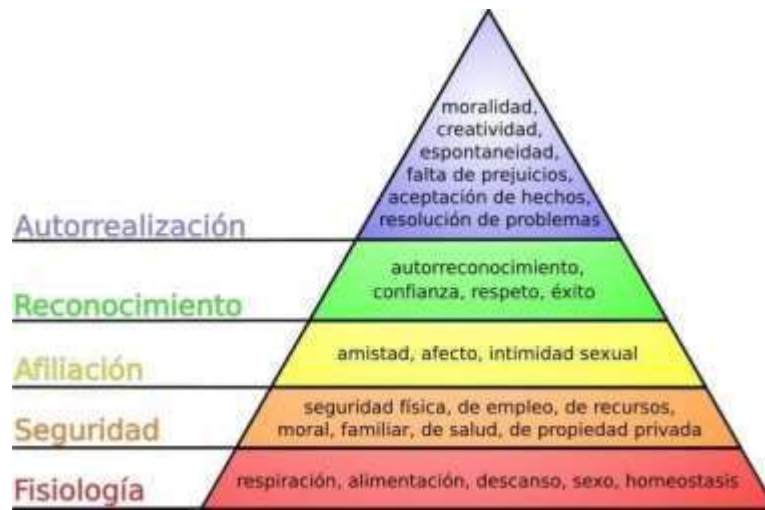 moralidad,
creatividad,
espontaneidad,
falta de prejuicios,
aceptación de hechos,
resolución de problemas
Autorrealización
autorreconocimiento,
confianza, respeto, éxito
Reconocimiento
amistad, afecto, intimidad sexual
Afiliación
seguridad física, de empleo, de recursos,
moral, familiar, de salud, de propiedad privada
Seguridad
respiración, alimentación, descanso, sexo, homeostasis
Fisiología